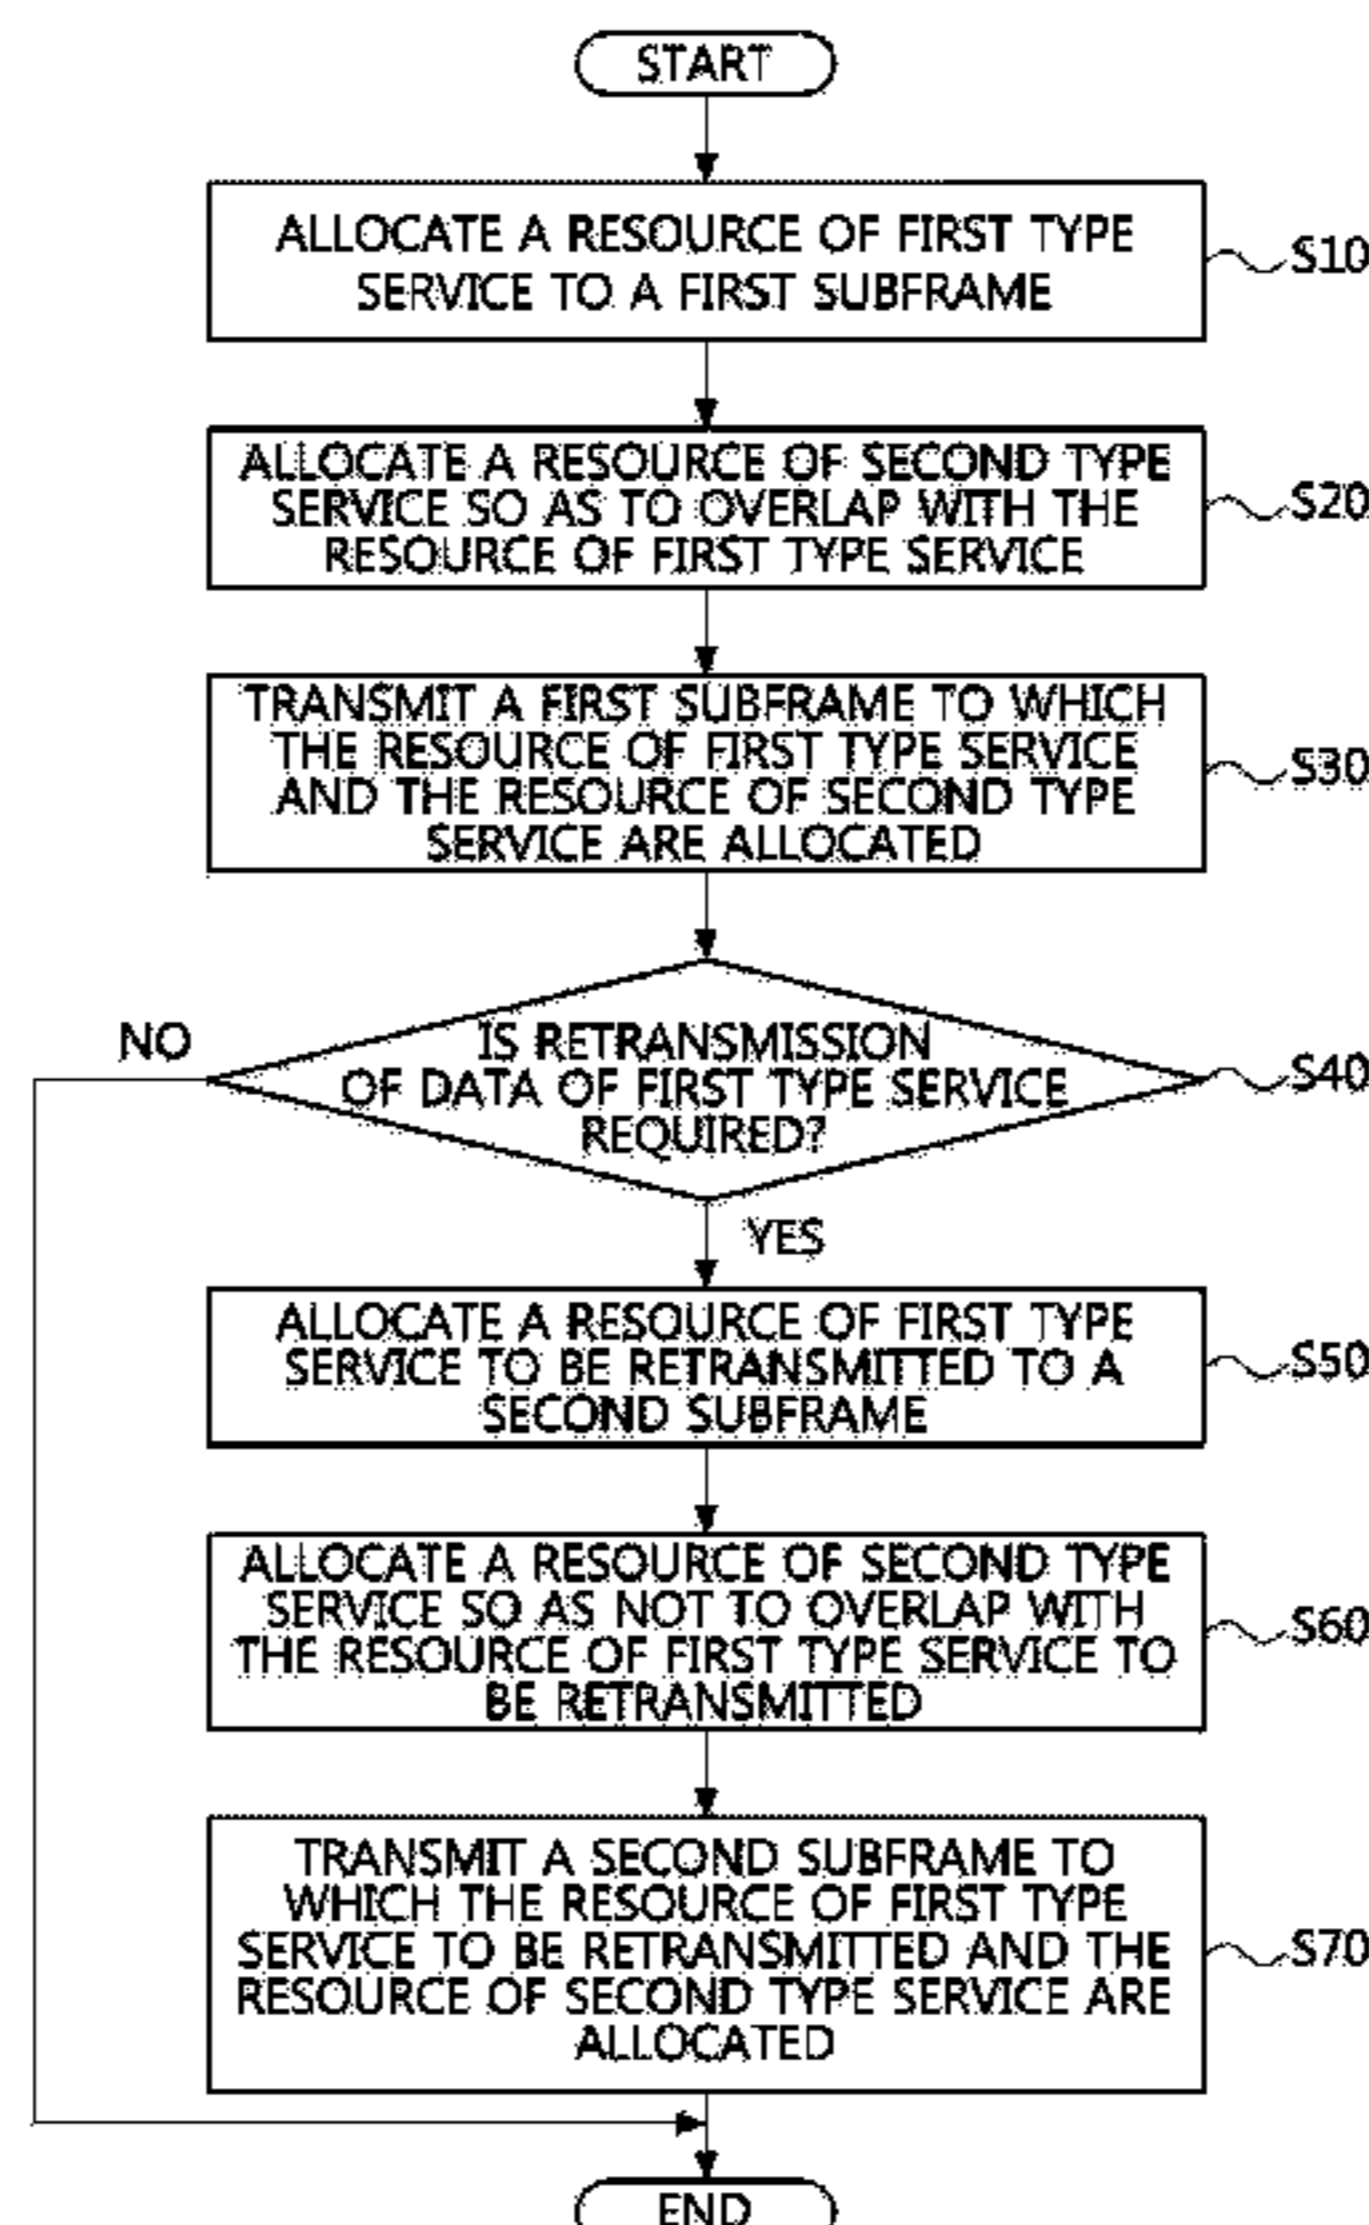 START
ALLOCATE A RESOURCE OF FIRST TYPE
SERVICE TO A FIRST SUBFRAME
S10
ALLOCATE A RESOURCE OF SECOND TYPE
SERVICE SO AS TO OVERLAP WITH THE
RESOURCE OF FIRST TYPE SERVICE
S20
TRANSMIT A FIRST SUBFRAME TO WHICH
THE RESOURCE OF FIRST TYPE SERVICE
AND THE RESOURCE OF SECOND TYPE
SERVICE ARE ALLOCATED
S30
NO
IS RETRANSMISSION
OF DATA OF FIRST TYPE SERVICE
REQUIRED?
S40
YES
ALLOCATE A RESOURCE OF FIRST TYPE
SERVICE TO BE RETRANSMITTED TO A
SECOND SUBFRAME
S50
ALLOCATE A RESOURCE OF SECOND TYPE
SERVICE SO AS NOT TO OVERLAP WITH
THE RESOURCE OF FIRST TYPE SERVICE TO
BE RETRANSMITTED
S60
TRANSMIT A SECOND SUBFRAME TO
WHICH THE RESOURCE OF FIRST TYPE
SERVICE TO BE RETRANSMITTED AND THE
RESOURCE OF SECOND TYPE SERVICE ARE
ALLOCATED
S70
END